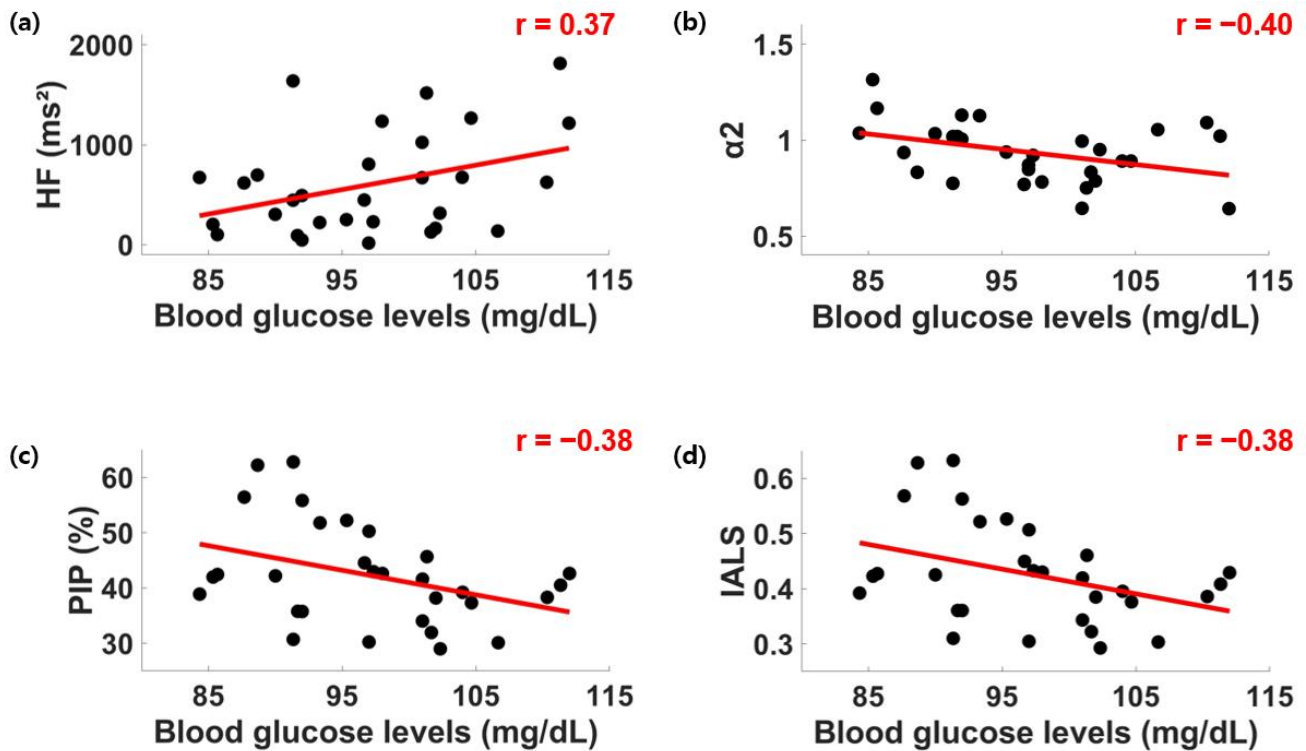 (a)
r = 0.37
2000
1000
0
HF (ms²)
85 95 105 115
Blood glucose levels (mg/dL)
(b)
r = −0.40
1.5
1
0.5
α2
85 95 105 115
Blood glucose levels (mg/dL)
(c)
r = −0.38
60
50
40
30
PIP (%)
85 95 105 115
Blood glucose levels (mg/dL)
(d)
r = −0.38
0.6
0.5
0.4
0.3
IALS
85 95 105 115
Blood glucose levels (mg/dL)